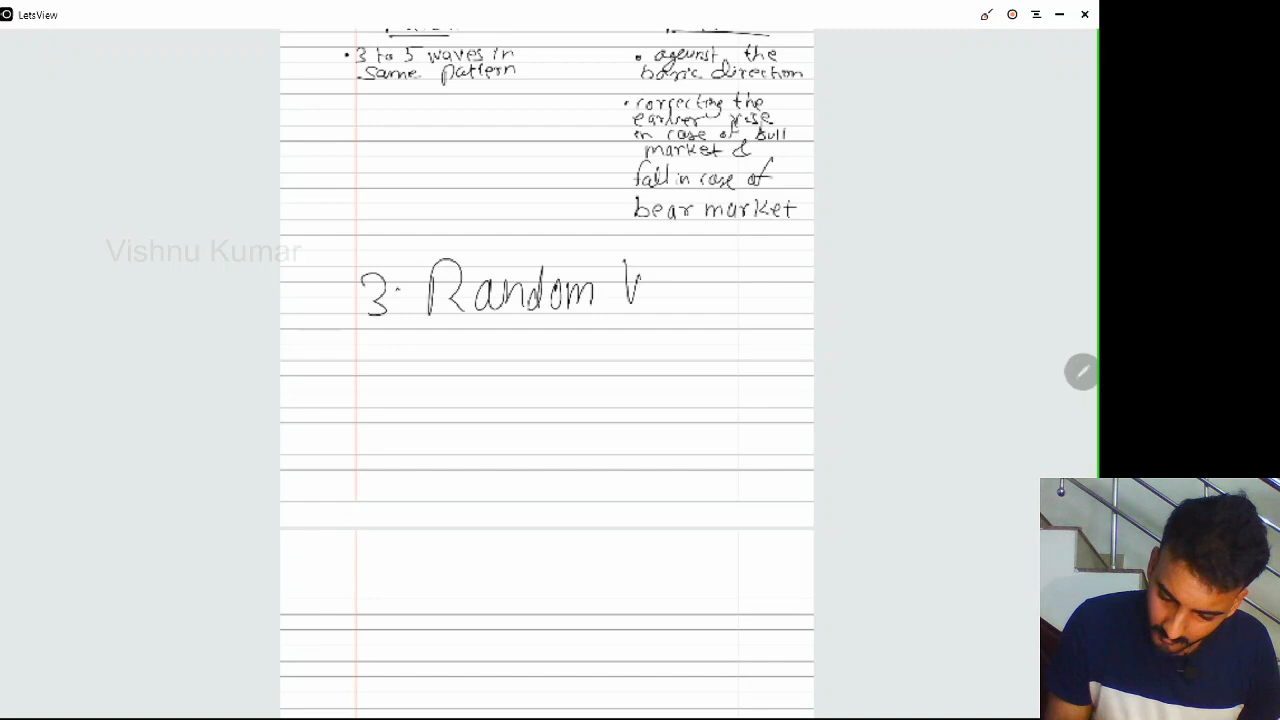 LetsView
• 3 to 5 waves in
same pattern
• against the
basic direction
• correcting the
earlier rise
in case of bull
market &
fall in case of
bear market
Vishnu Kumar
3. Random